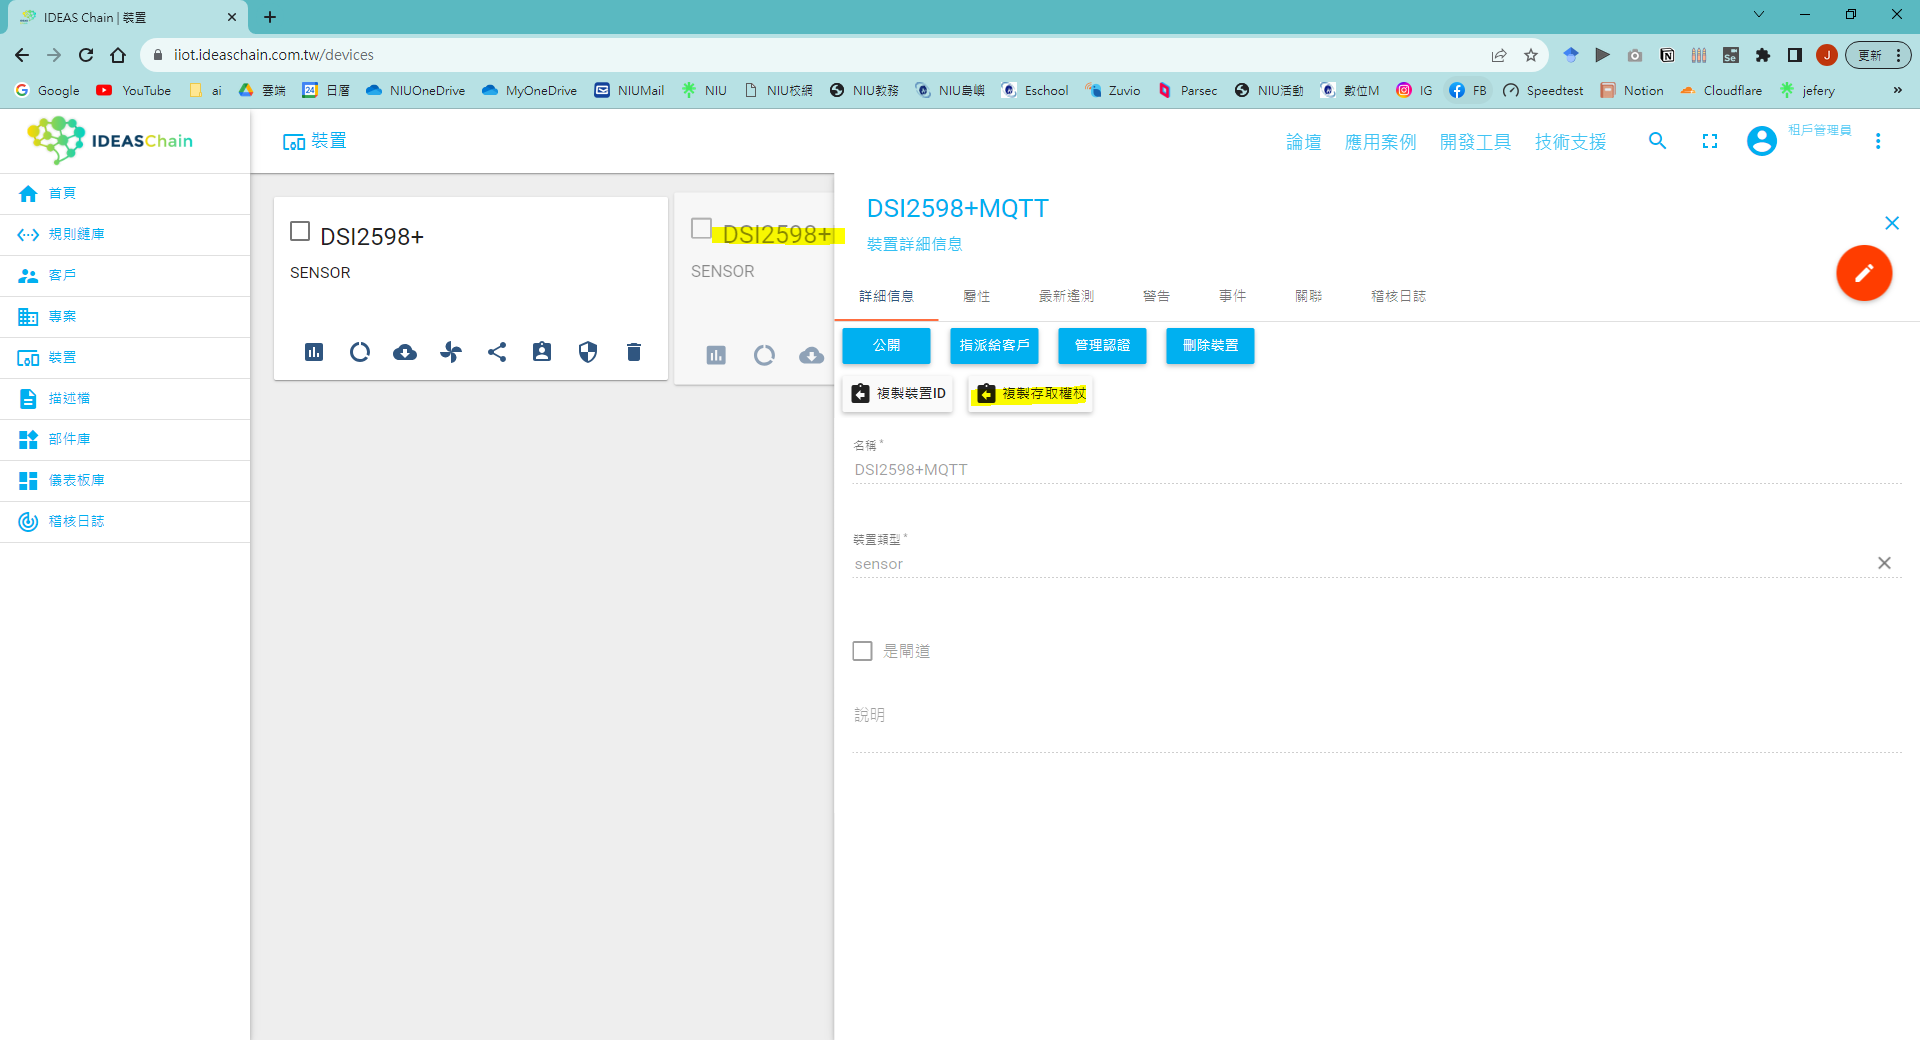 IDEAS Chain | 裝置
iiot.ideaschain.com.tw/devices
更新
Google YouTube ai 雲端 日曆 NIUOneDrive MyOneDrive NIUMail NIU NIU校網 NIU教務 NIU島嶼 Eschool Zuvio Parsec NIU活動 數位M IG FB Speedtest Notion Cloudflare jefery »
IDEASChain
裝置
論壇 應用案例 開發工具 技術支援
租戶管理員
首頁
規則鏈庫
客戶
專案
裝置
描述檔
部件庫
儀表板庫
稽核日誌
DSI2598+
SENSOR
DSI2598+
SENSOR
DSI2598+MQTT
裝置詳細信息
詳細信息 屬性 最新遙測 警告 事件 關聯 稽核日誌
公開 指派給客戶 管理認證 刪除裝置
複製裝置ID 複製存取權杖
名稱 *
DSI2598+MQTT
裝置類型 *
sensor
是閘道
說明